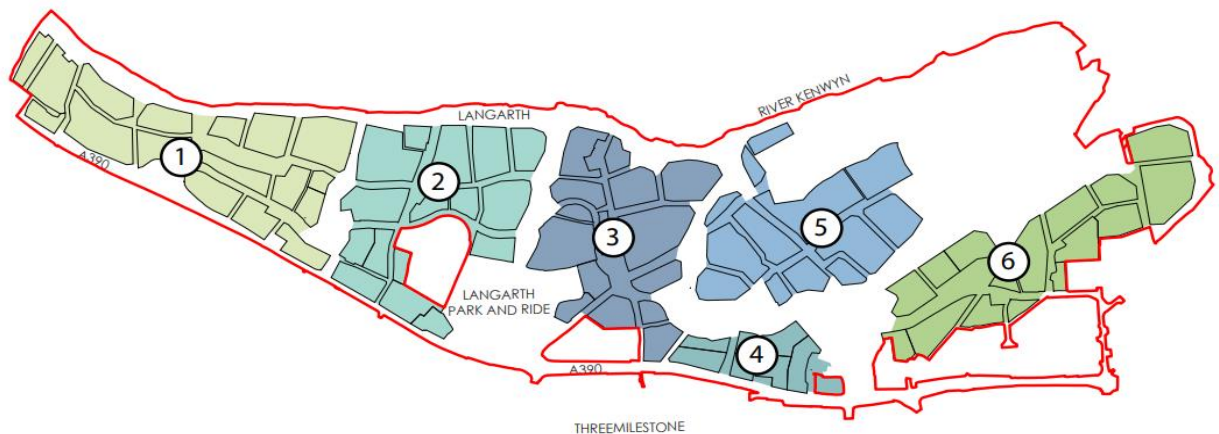 RIVER KENWYN
LANGARTH
A390
1
2
3
5
6
LANGARTH
PARK AND RIDE
4
A390
THREEMILESTONE